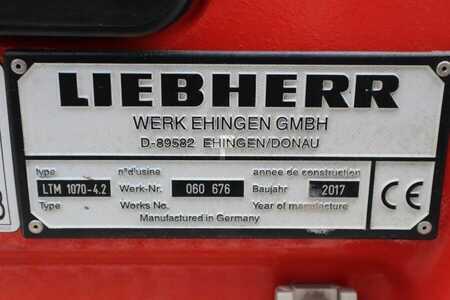 LIEBHERR
WERK EHINGEN GMBH
D-89582 EHINGEN/DONAU
type n°d'usine annee de construction
LTM 1070-4.2 Werk-Nr. 060 676 Baujahr 2017
Type Works No. Year of manufacture
Manufactured in Germany
CE